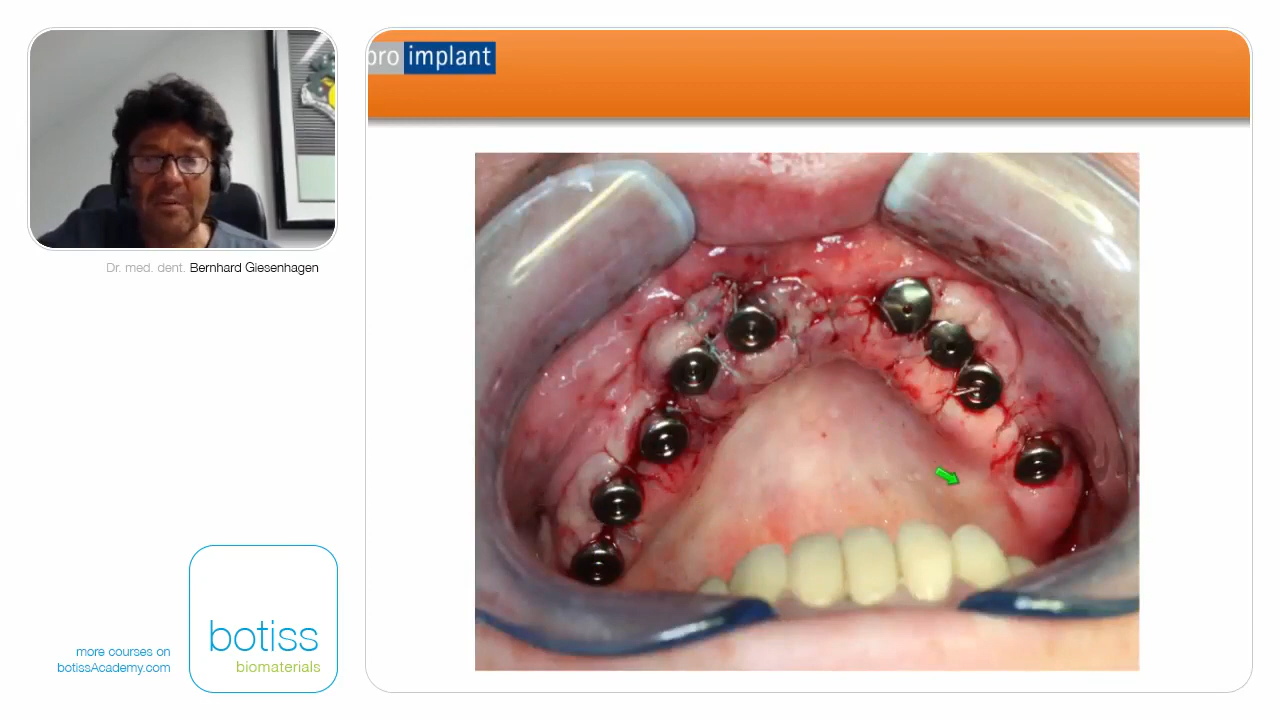 pro implant
Dr. med. dent. Bernhard Giesenhagen
more courses on
botissAcademy.com
botiss
biomaterials